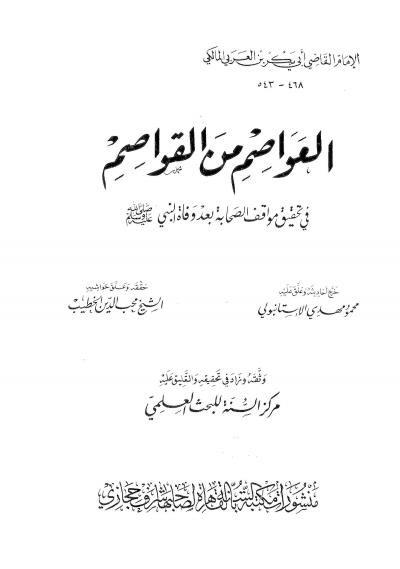 الإمام القاضي أبي بكر بن العربي المالكي
٤٦٨ - ٥٤٣
العواصم من القواصم
في تحقيق مواقف الصحابة بعد وفاة النبي ﷺ
خرج أحاديثه وعلق عليه
محمود مهدي الاستانبولي
حققه وعلق حواشيه
الشيخ محب الدين الخطيب
وثقه وزاد في تحقيقه والتعليق عليه
مركز السنة للبحث العلمي
منشورات مكتبة السنة بالقاهرة لصاحبها شرف حجازي